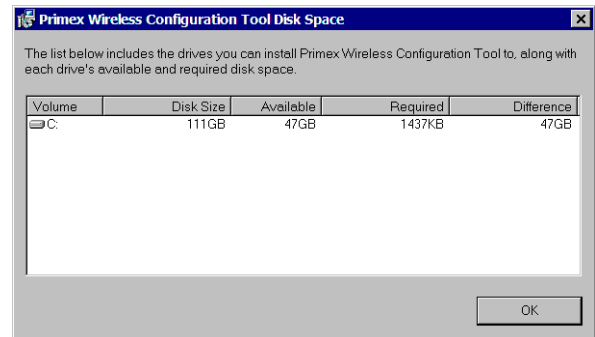 Primex Wireless Configuration Tool Disk Space
The list below includes the drives you can install Primex Wireless Configuration Tool to, along with
each drive's available and required disk space.
Volume Disk Size Available Required Difference
C: 111GB 47GB 1437KB 47GB
OK